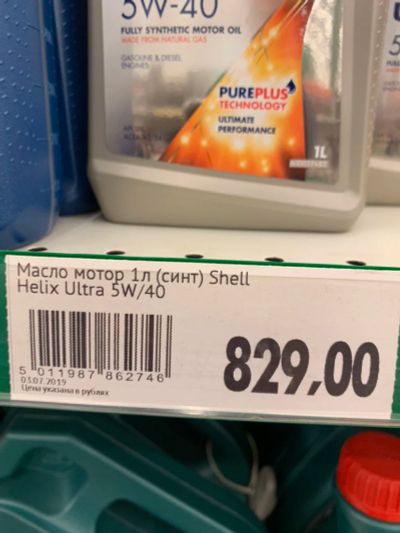 5W-40
FULLY SYNTHETIC MOTOR OIL
MADE FROM NATURAL GAS
GASOLINE & DIESEL
ENGINES
PUREPLUS
TECHNOLOGY
ULTIMATE
PERFORMANCE
1L
Масло мотор 1л (синт) Shell
Helix Ultra 5W/40
5 011987 862746
829,00
03.07.2019
Цена указана в рублях